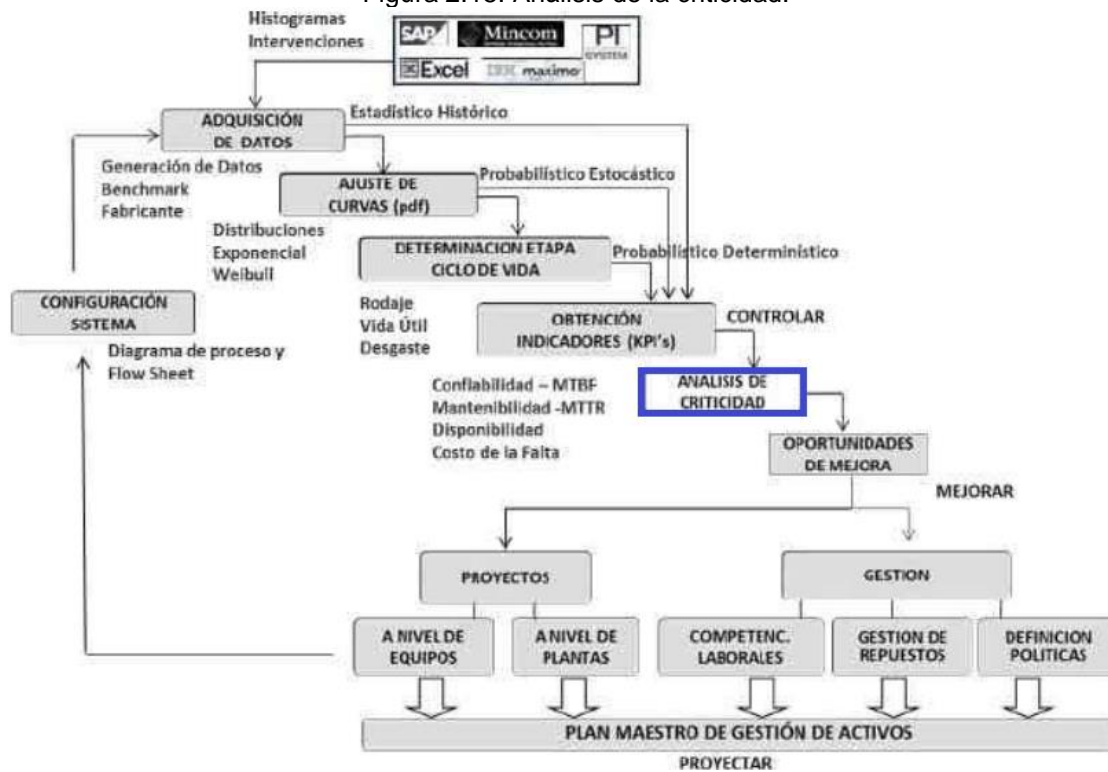 Figura 2.18. Análisis de la criticidad.
Histogramas
Intervenciones
SAP
Mincom
PI
SYSTEM
Excel
IBM maximo
ADQUISICIÓN
DE DATOS
Estadístico Histórico
Generación de Datos
Benchmark
Fabricante
AJUSTE DE
CURVAS (pdf)
Probabilístico Estocástico
Distribuciones
Exponencial
Weibull
DETERMINACION ETAPA
CICLO DE VIDA
Probabilístico Determinístico
CONFIGURACIÓN
SISTEMA
Rodaje
Vida Útil
Desgaste
OBTENCIÓN
INDICADORES (KPI's)
CONTROLAR
Diagrama de proceso y
Flow Sheet
Confiabilidad – MTBF
Mantenibilidad -MTTR
Disponibilidad
Costo de la Falta
ANALISIS DE
CRITICIDAD
OPORTUNIDADES
DE MEJORA
MEJORAR
PROYECTOS
GESTION
A NIVEL DE
EQUIPOS
A NIVEL DE
PLANTAS
COMPETENC.
LABORALES
GESTION DE
REPUESTOS
DEFINICION
POLITICAS
PLAN MAESTRO DE GESTIÓN DE ACTIVOS
PROYECTAR